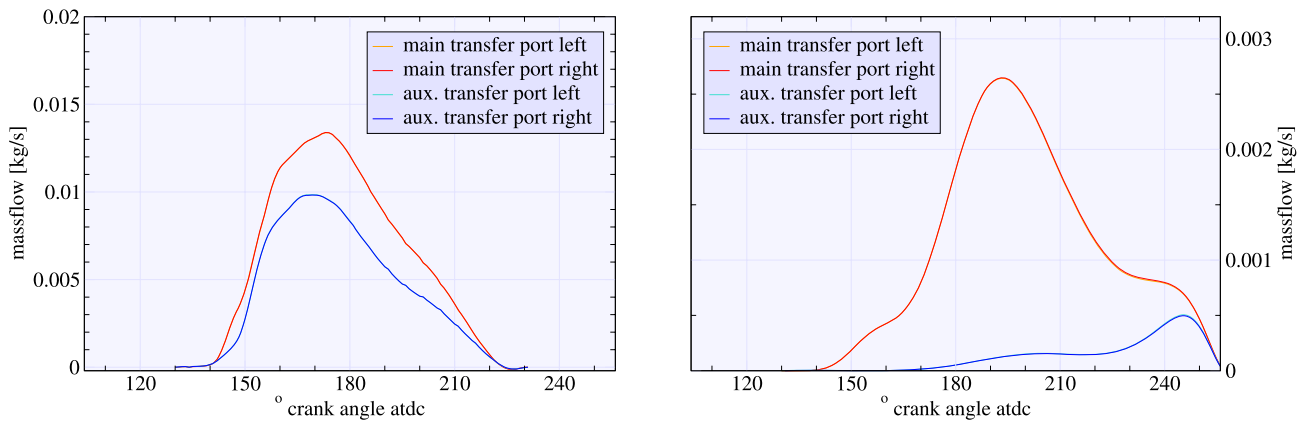 0.02
0.015
0.01
0.005
0
massflow [kg/s]
main transfer port left
main transfer port right
aux. transfer port left
aux. transfer port right
120 150 180 210 240
° crank angle atdc
main transfer port left
main transfer port right
aux. transfer port left
aux. transfer port right
0.003
0.002
0.001
0
massflow [kg/s]
120 150 180 210 240
° crank angle atdc